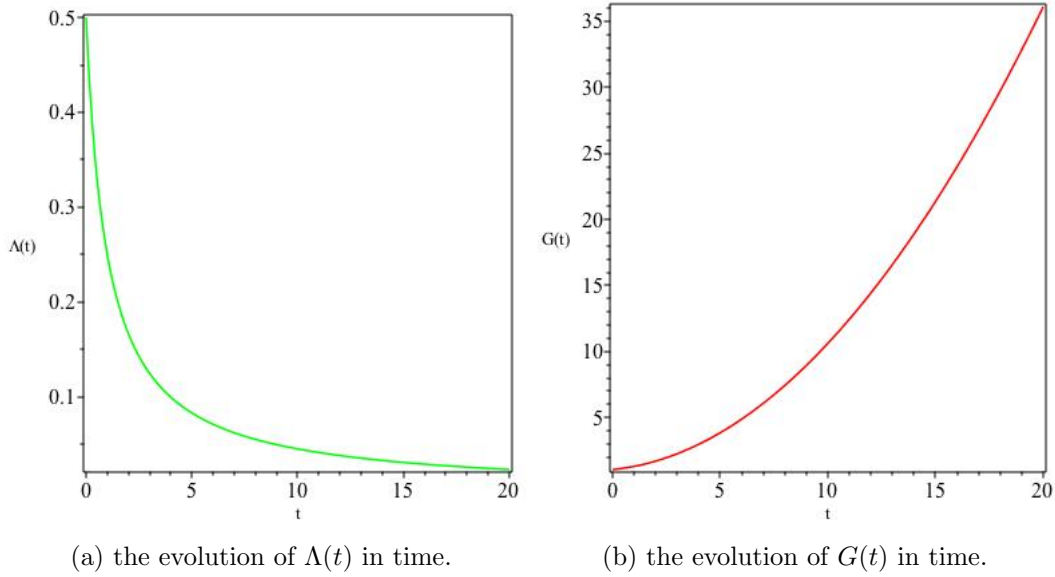 0.5
0.4
0.3
Λ(t)
0.2
0.1
0 5 10 15 20
t
35
30
25
G(t)
20
15
10
5
0 5 10 15 20
t
(a) the evolution of Λ(t) in time.
(b) the evolution of G(t) in time.